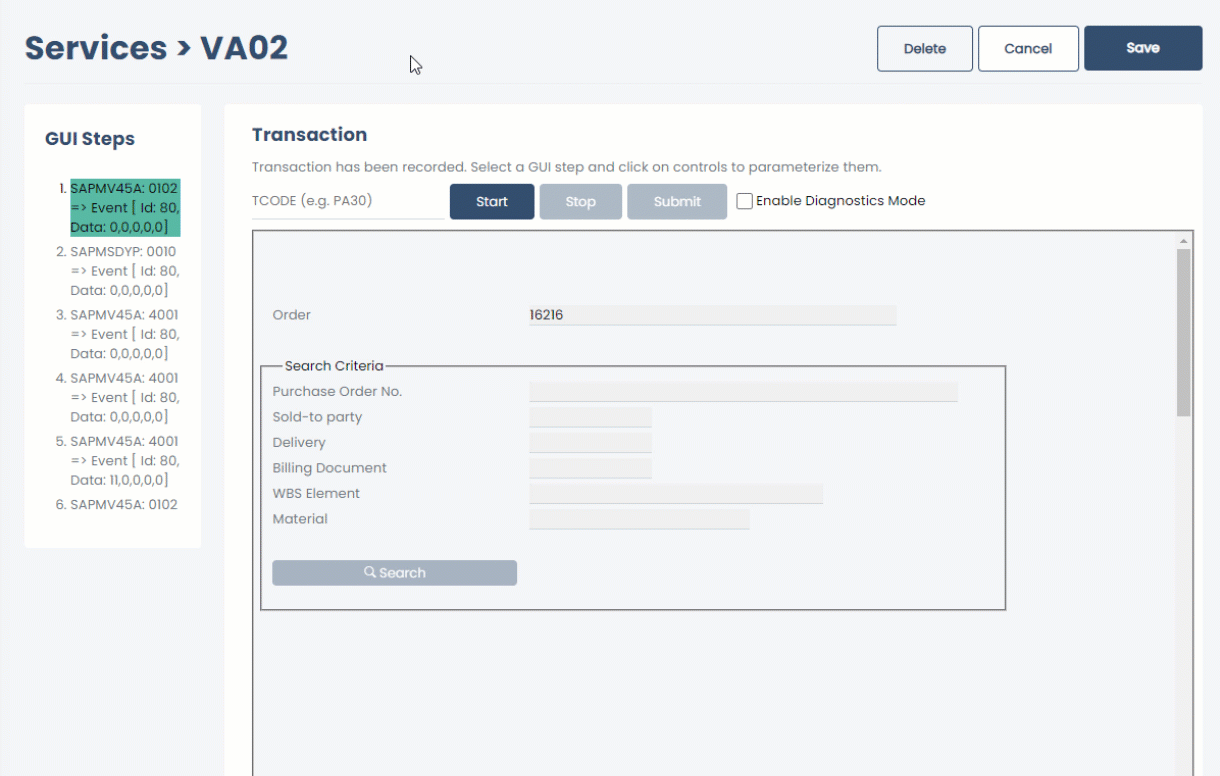 Services > VA02
Delete
Cancel
Save
GUI Steps
1. SAPMV45A: 0102
=> Event [ Id: 80,
Data: 0,0,0,0,0]
2. SAPMSDYP: 0010
=> Event [ Id: 80,
Data: 0,0,0,0,0]
3. SAPMV45A: 4001
=> Event [ Id: 80,
Data: 0,0,0,0,0]
4. SAPMV45A: 4001
=> Event [ Id: 80,
Data: 0,0,0,0,0]
5. SAPMV45A: 4001
=> Event [ Id: 80,
Data: 11,0,0,0,0]
6. SAPMV45A: 0102
Transaction
Transaction has been recorded. Select a GUI step and click on controls to parameterize them.
TCODE (e.g. PA30)
Start
Stop
Submit
Enable Diagnostics Mode
Order
16216
Search Criteria
Purchase Order No.
Sold-to party
Delivery
Billing Document
WBS Element
Material
Search